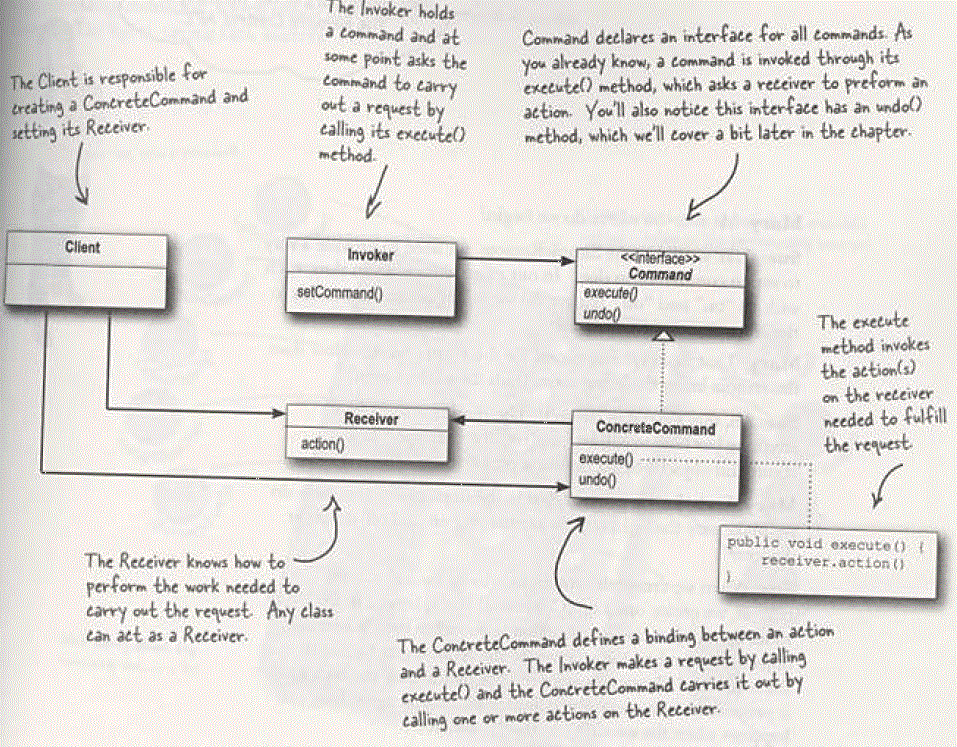 The Client is responsible for
creating a ConcreteCommand and
setting its Receiver.
The Invoker holds
a command and at
some point asks the
command to carry
out a request by
calling its execute()
method.
Command declares an interface for all commands. As
you already know, a command is invoked through its
execute() method, which asks a receiver to preform an
action. You'll also notice this interface has an undo()
method, which we'll cover a bit later in the chapter.
Client
Invoker
setCommand()
<<interface>>
Command
execute()
undo()
The execute
method invokes
the action(s)
on the receiver
needed to fulfill
the request.
Receiver
action()
ConcreteCommand
execute()
undo()
public void execute() {
receiver.action()
}
The Receiver knows how to
perform the work needed to
carry out the request. Any class
can act as a Receiver.
The ConcreteCommand defines a binding between an action
and a Receiver. The Invoker makes a request by calling
execute() and the ConcreteCommand carries it out by
calling one or more actions on the Receiver.